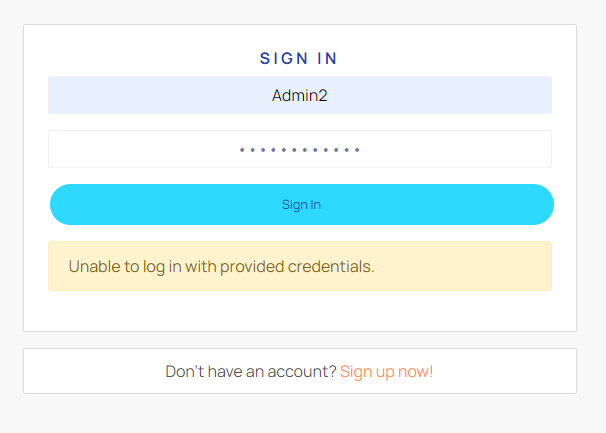 SIGN IN
Admin2
••••••••••••
Sign In
Unable to log in with provided credentials.
Don't have an account? Sign up now!